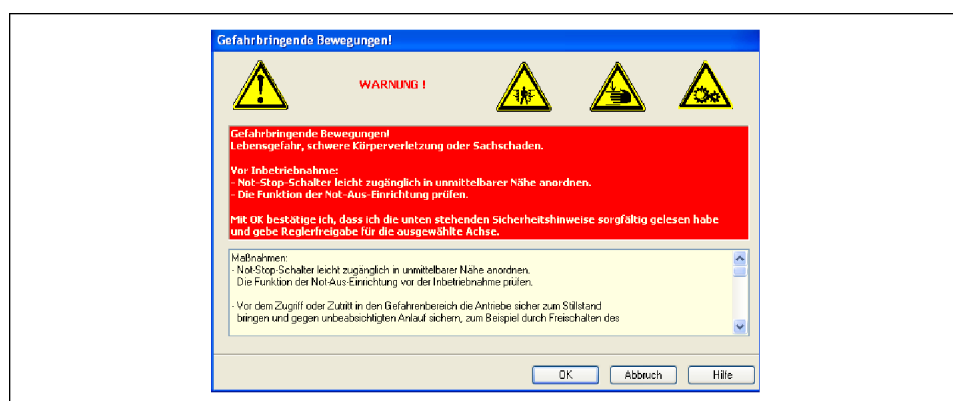 Gefahrbringende Bewegungen!
WARNUNG !
Gefahrbringende Bewegungen!
Lebensgefahr, schwere Körperverletzung oder Sachschaden.
Vor Inbetriebnahme:
- Not-Stop-Schalter leicht zugänglich in unmittelbarer Nähe anordnen.
- Die Funktion der Not-Aus-Einrichtung prüfen.
Mit OK bestätige ich, dass ich die unten stehenden Sicherheitshinweise sorgfältig gelesen habe
und gebe Reglerfreigabe für die ausgewählte Achse.
Maßnahmen:
- Not-Stop-Schalter leicht zugänglich in unmittelbarer Nähe anordnen.
Die Funktion der Not-Aus-Einrichtung vor der Inbetriebnahme prüfen.
- Vor dem Zugriff oder Zutritt in den Gefahrenbereich die Antriebe sicher zum Stillstand
bringen und gegen unbeabsichtigten Anlauf sichern, zum Beispiel durch Freischalten des
OK Abbruch Hilfe